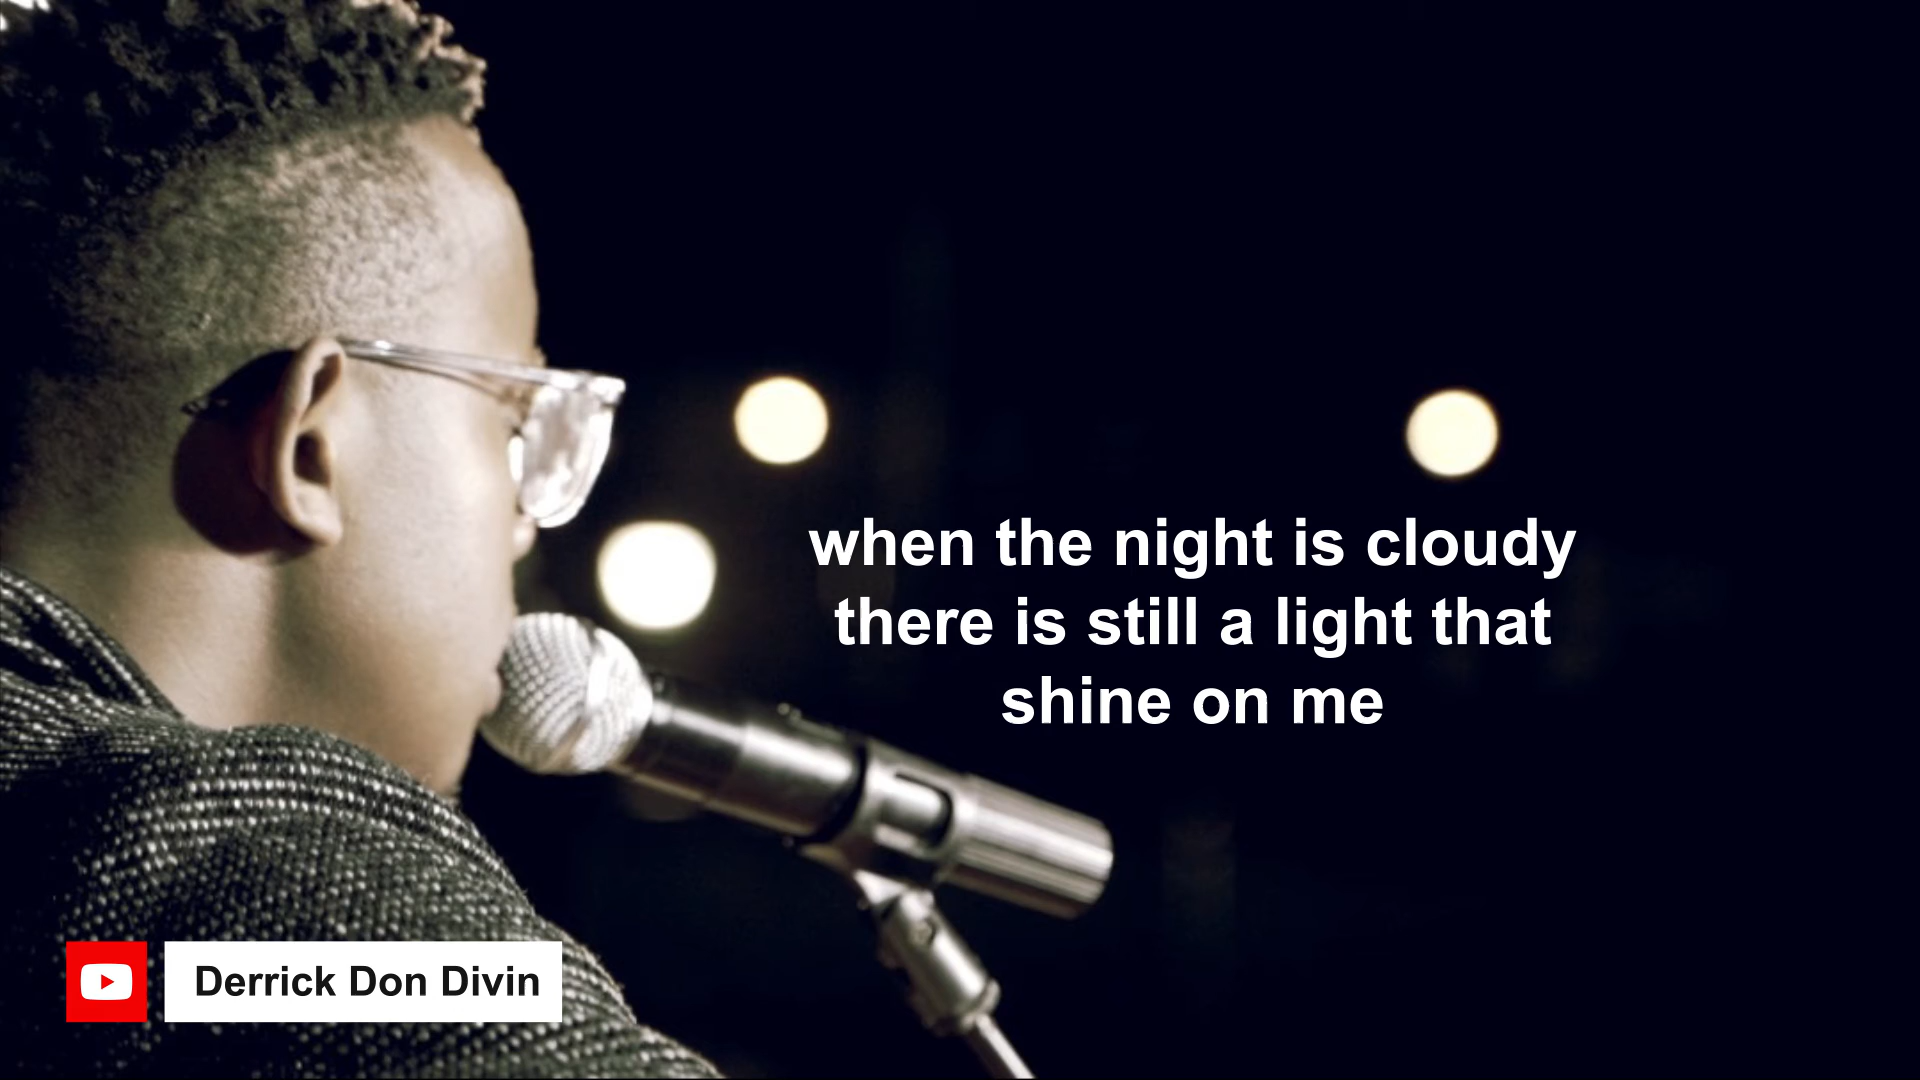 when the night is cloudy
there is still a light that
shine on me
Derrick Don Divin